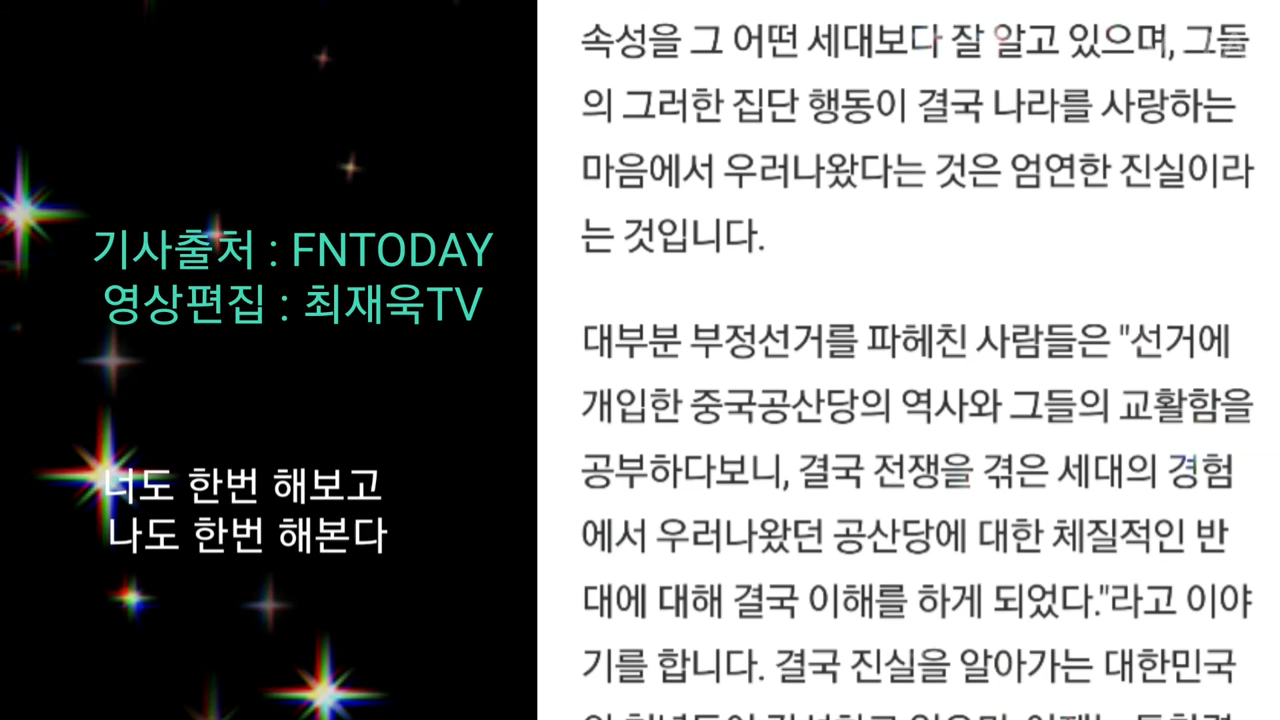 기사출처 : FNTODAY
영상편집 : 최재욱TV
너도 한번 해보고
나도 한번 해본다
속성을 그 어떤 세대보다 잘 알고 있으며, 그들
의 그러한 집단 행동이 결국 나라를 사랑하는
마음에서 우러나왔다는 것은 엄연한 진실이라
는 것입니다.
대부분 부정선거를 파헤친 사람들은 "선거에
개입한 중국공산당의 역사와 그들의 교활함을
공부하다보니, 결국 전쟁을 겪은 세대의 경험
에서 우러나왔던 공산당에 대한 체질적인 반
대에 대해 결국 이해를 하게 되었다."라고 이야
기를 합니다. 결국 진실을 알아가는 대한민국